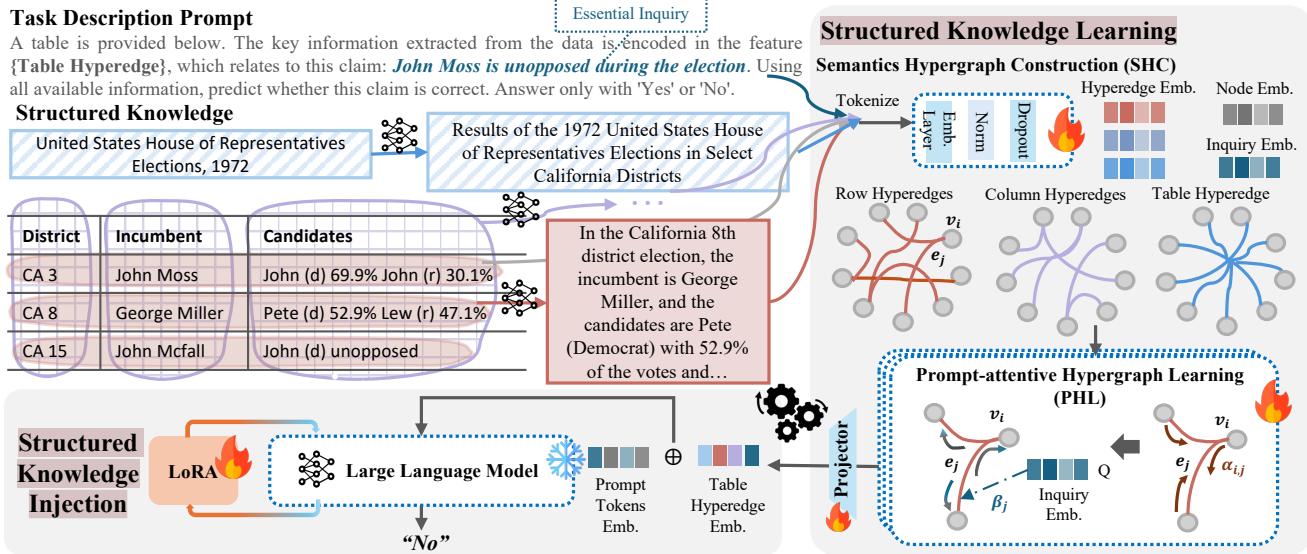 Task Description Prompt
Essential Inquiry
A table is provided below. The key information extracted from the data is encoded in the feature
{Table Hyperedge}, which relates to this claim: John Moss is unopposed during the election. Using
all available information, predict whether this claim is correct. Answer only with 'Yes' or 'No'.
Structured Knowledge
United States House of Representatives
Elections, 1972
Results of the 1972 United States House
of Representatives Elections in Select
California Districts
District Incumbent Candidates
CA 3 John Moss John (d) 69.9% John (r) 30.1%
CA 8 George Miller Pete (d) 52.9% Lew (r) 47.1%
CA 15 John Mcfall John (d) unopposed
...
In the California 8th
district election, the
incumbent is George
Miller, and the
candidates are Pete
(Democrat) with 52.9%
of the votes and…
Structured Knowledge Learning
Semantics Hypergraph Construction (SHC)
Tokenize
Emb.
Layer
Norm
Dropout
Hyperedge Emb.
Node Emb.
Inquiry Emb.
Row Hyperedges
Column Hyperedges
Table Hyperedge
v_i
e_j
Prompt-attentive Hypergraph Learning
(PHL)
v_i
e_j
β_j
Inquiry
Emb.
Q
v_i
e_j
α_{i,j}
Projector
Structured
Knowledge
Injection
LoRA
Large Language Model
Prompt
Tokens
Emb.
⊕
Table
Hyperedge
Emb.
“No”